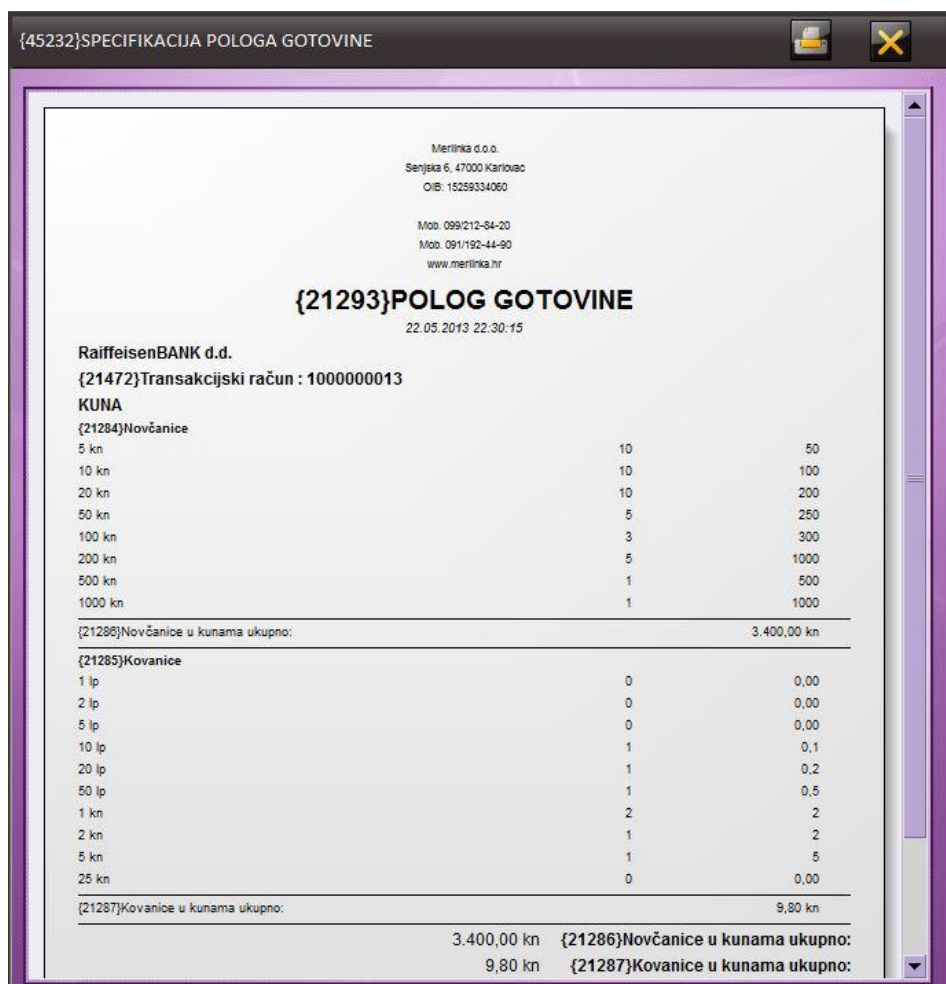 {45232}SPECIFIKACIJA POLOGA GOTOVINE
Merlinka d.o.o.
Senjska 6, 47000 Karlovac
OIB: 15259334060
Mob. 099/212-84-20
Mob. 091/192-44-90
www.merlinka.hr
{21293}POLOG GOTOVINE
22.05.2013 22:30:15
RaiffeisenBANK d.d.
{21472}Transakcijski račun : 1000000013
KUNA
{21284}Novčanice
5 kn 10 50
10 kn 10 100
20 kn 10 200
50 kn 5 250
100 kn 3 300
200 kn 5 1000
500 kn 1 500
1000 kn 1 1000
{21286}Novčanice u kunama ukupno: 3.400,00 kn
{21285}Kovanice
1 lp 0 0,00
2 lp 0 0,00
5 lp 0 0,00
10 lp 1 0,1
20 lp 1 0,2
50 lp 1 0,5
1 kn 2 2
2 kn 1 2
5 kn 1 5
25 kn 0 0,00
{21287}Kovanice u kunama ukupno: 9,80 kn
3.400,00 kn {21286}Novčanice u kunama ukupno:
9,80 kn {21287}Kovanice u kunama ukupno: